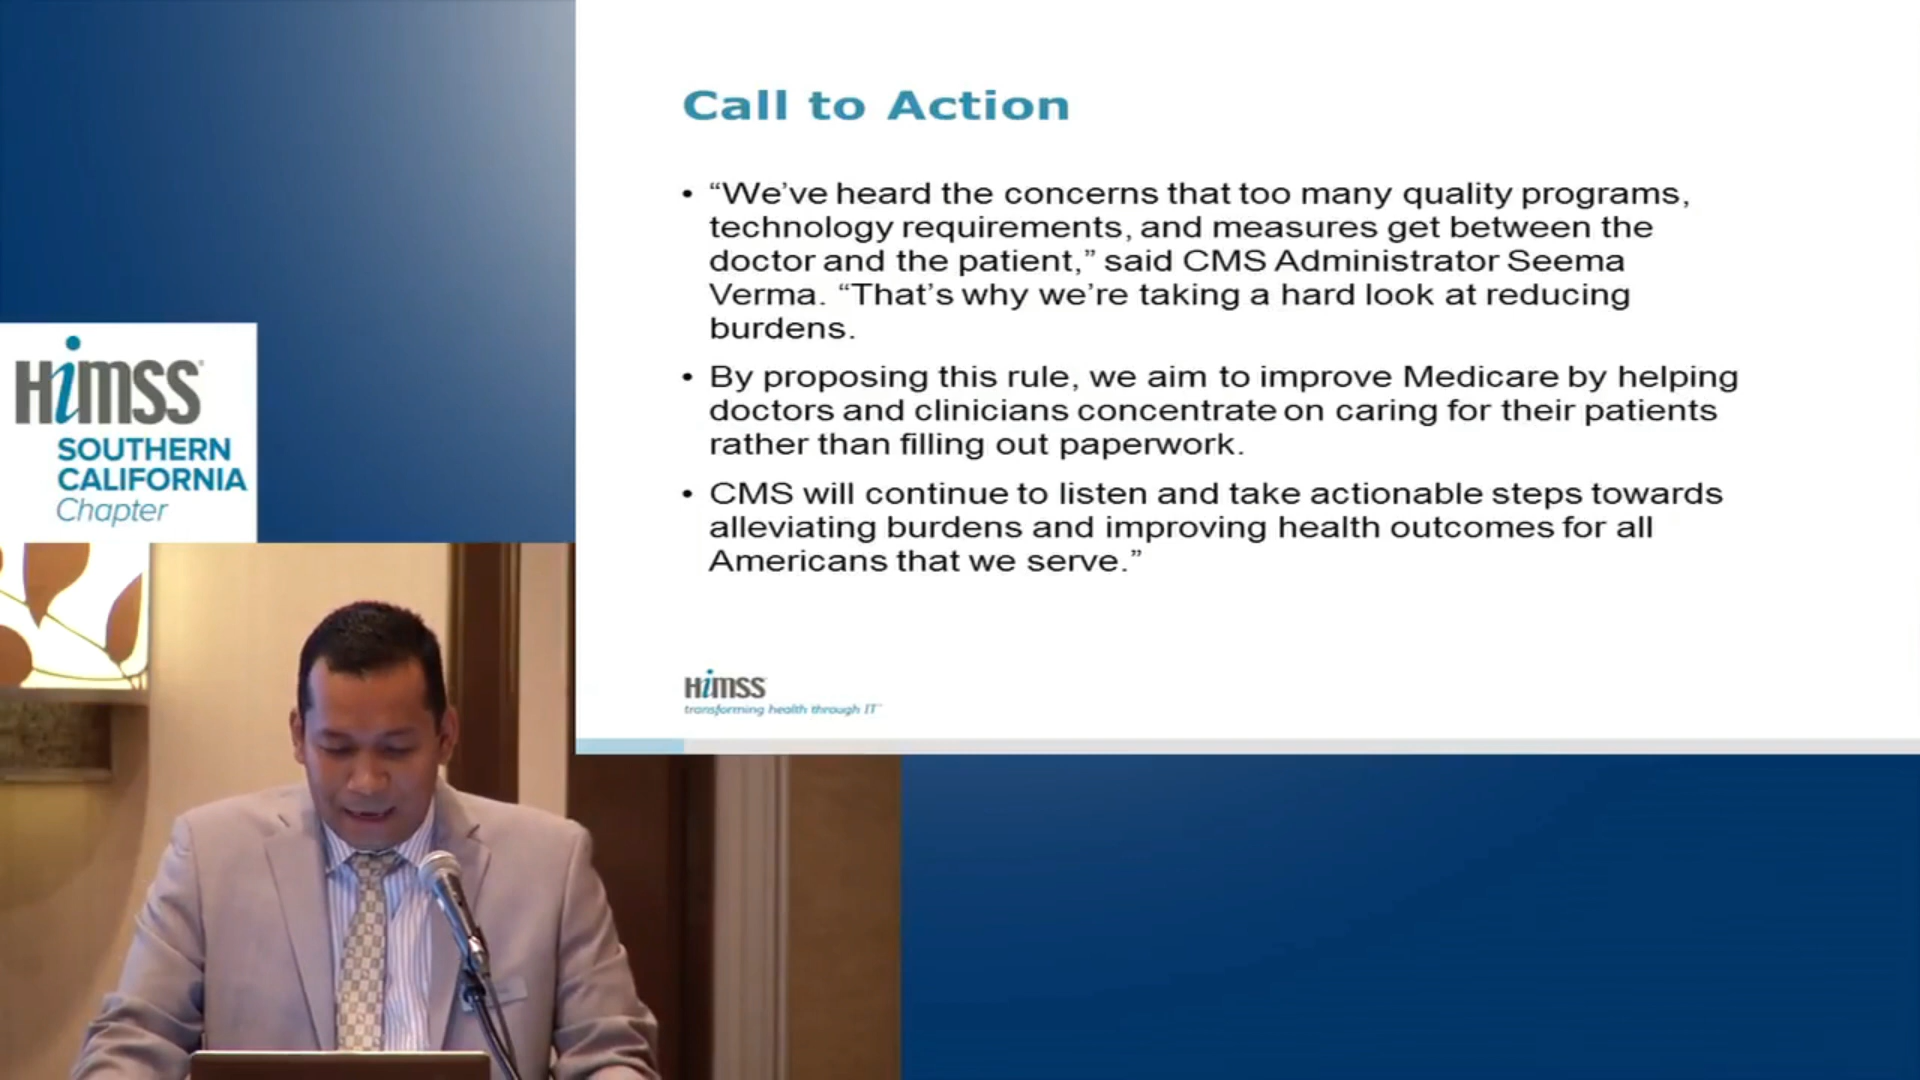 Call to Action
• “We’ve heard the concerns that too many quality programs,
technology requirements, and measures get between the
doctor and the patient,” said CMS Administrator Seema
Verma. “That’s why we’re taking a hard look at reducing
burdens.
• By proposing this rule, we aim to improve Medicare by helping
doctors and clinicians concentrate on caring for their patients
rather than filling out paperwork.
• CMS will continue to listen and take actionable steps towards
alleviating burdens and improving health outcomes for all
Americans that we serve.”
HiMSS
transforming health through IT™
HiMSS®
SOUTHERN
CALIFORNIA
Chapter